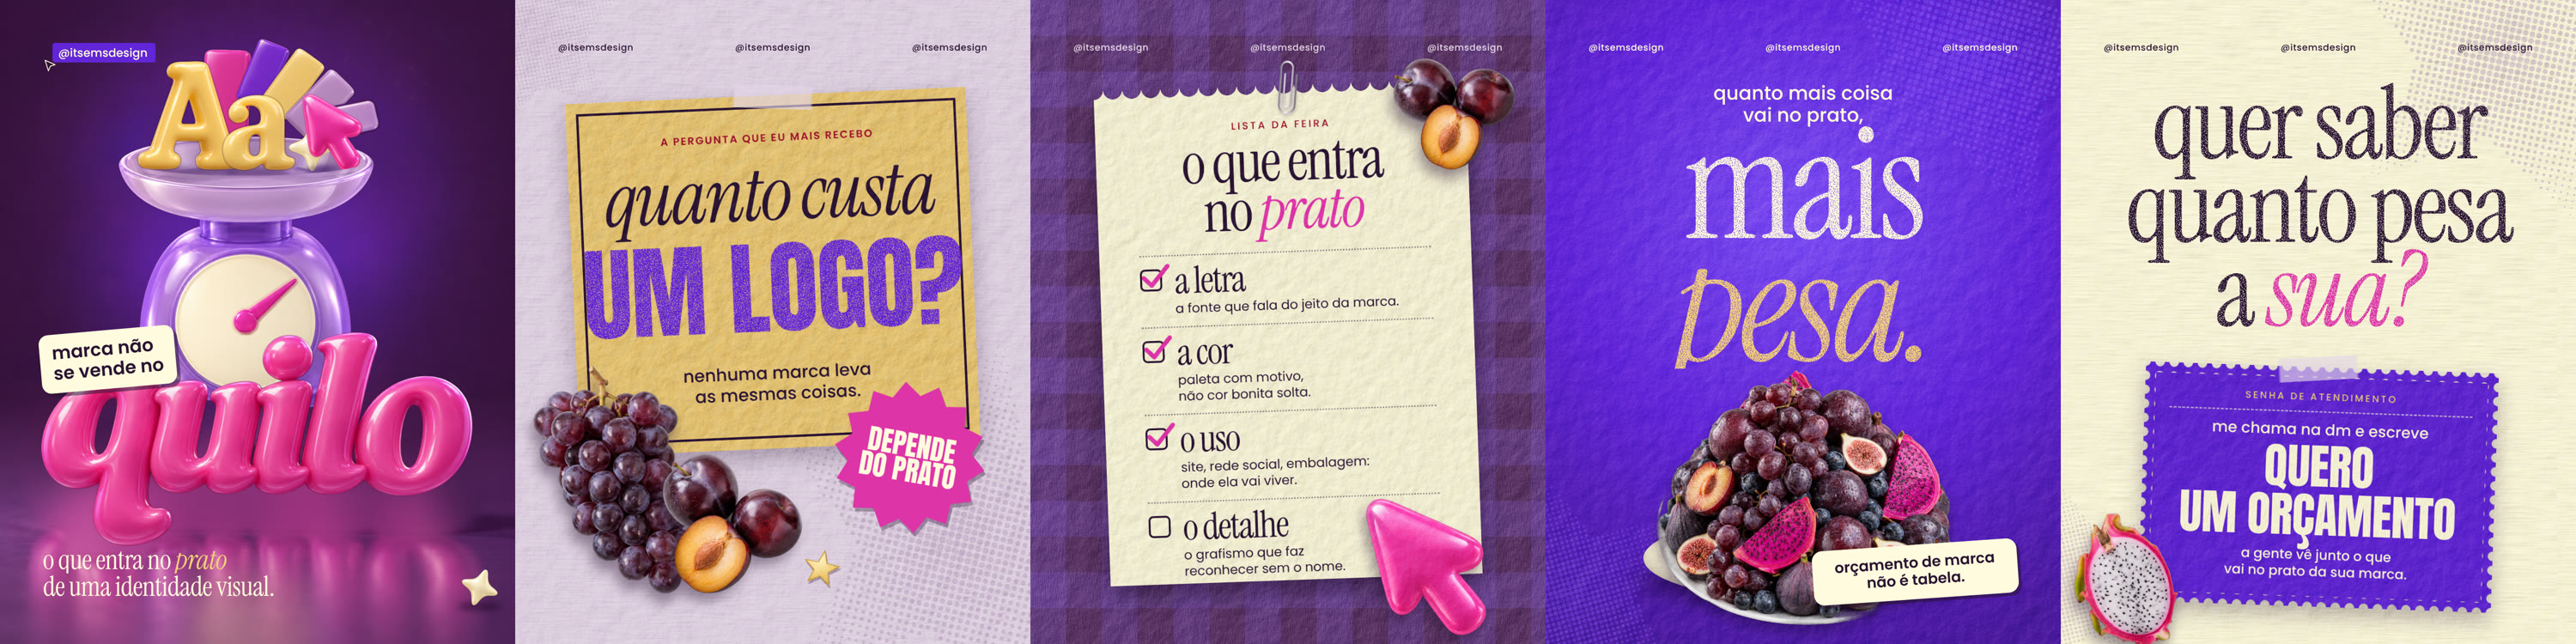 @itsemsdesign
Aa
marca não
se vende no
quilo
o que entra no prato
de uma identidade visual.
@itsemsdesign
@itsemsdesign
@itsemsdesign
A PERGUNTA QUE EU MAIS RECEBO
quanto custa
UM LOGO?
nenhuma marca leva
as mesmas coisas.
DEPENDE
DO PRATO
@itsemsdesign
@itsemsdesign
@itsemsdesign
LISTA DA FEIRA
o que entra
no prato
a letra
a fonte que fala do jeito da marca.
a cor
paleta com motivo,
não cor bonita solta.
o uso
site, rede social, embalagem:
onde ela vai viver.
o detalhe
o grafismo que faz
reconhecer sem o nome.
@itsemsdesign
@itsemsdesign
@itsemsdesign
quanto mais coisa
vai no prato,
mais
pesa.
orçamento de marca
não é tabela.
@itsemsdesign
@itsemsdesign
@itsemsdesign
quer saber
quanto pesa
a sua?
SENHA DE ATENDIMENTO
me chama na dm e escreve
QUERO
UM ORÇAMENTO
a gente vê junto o que
vai no prato da sua marca.